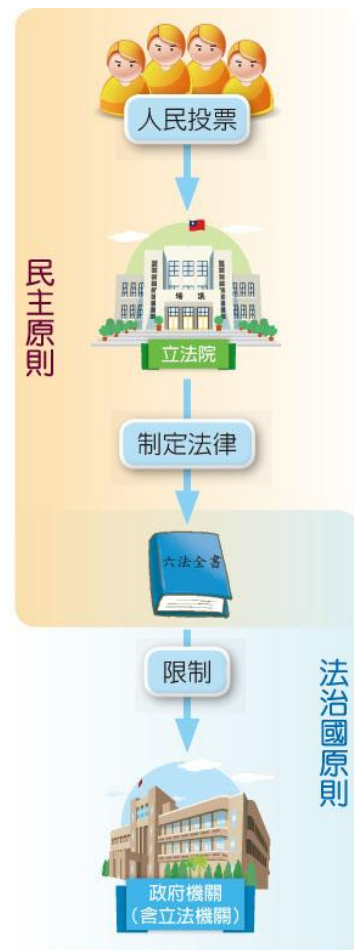 人民投票
立法院
民主原則
制定法律
六法全書
限制
法治國原則
政府機關
(含立法機關)